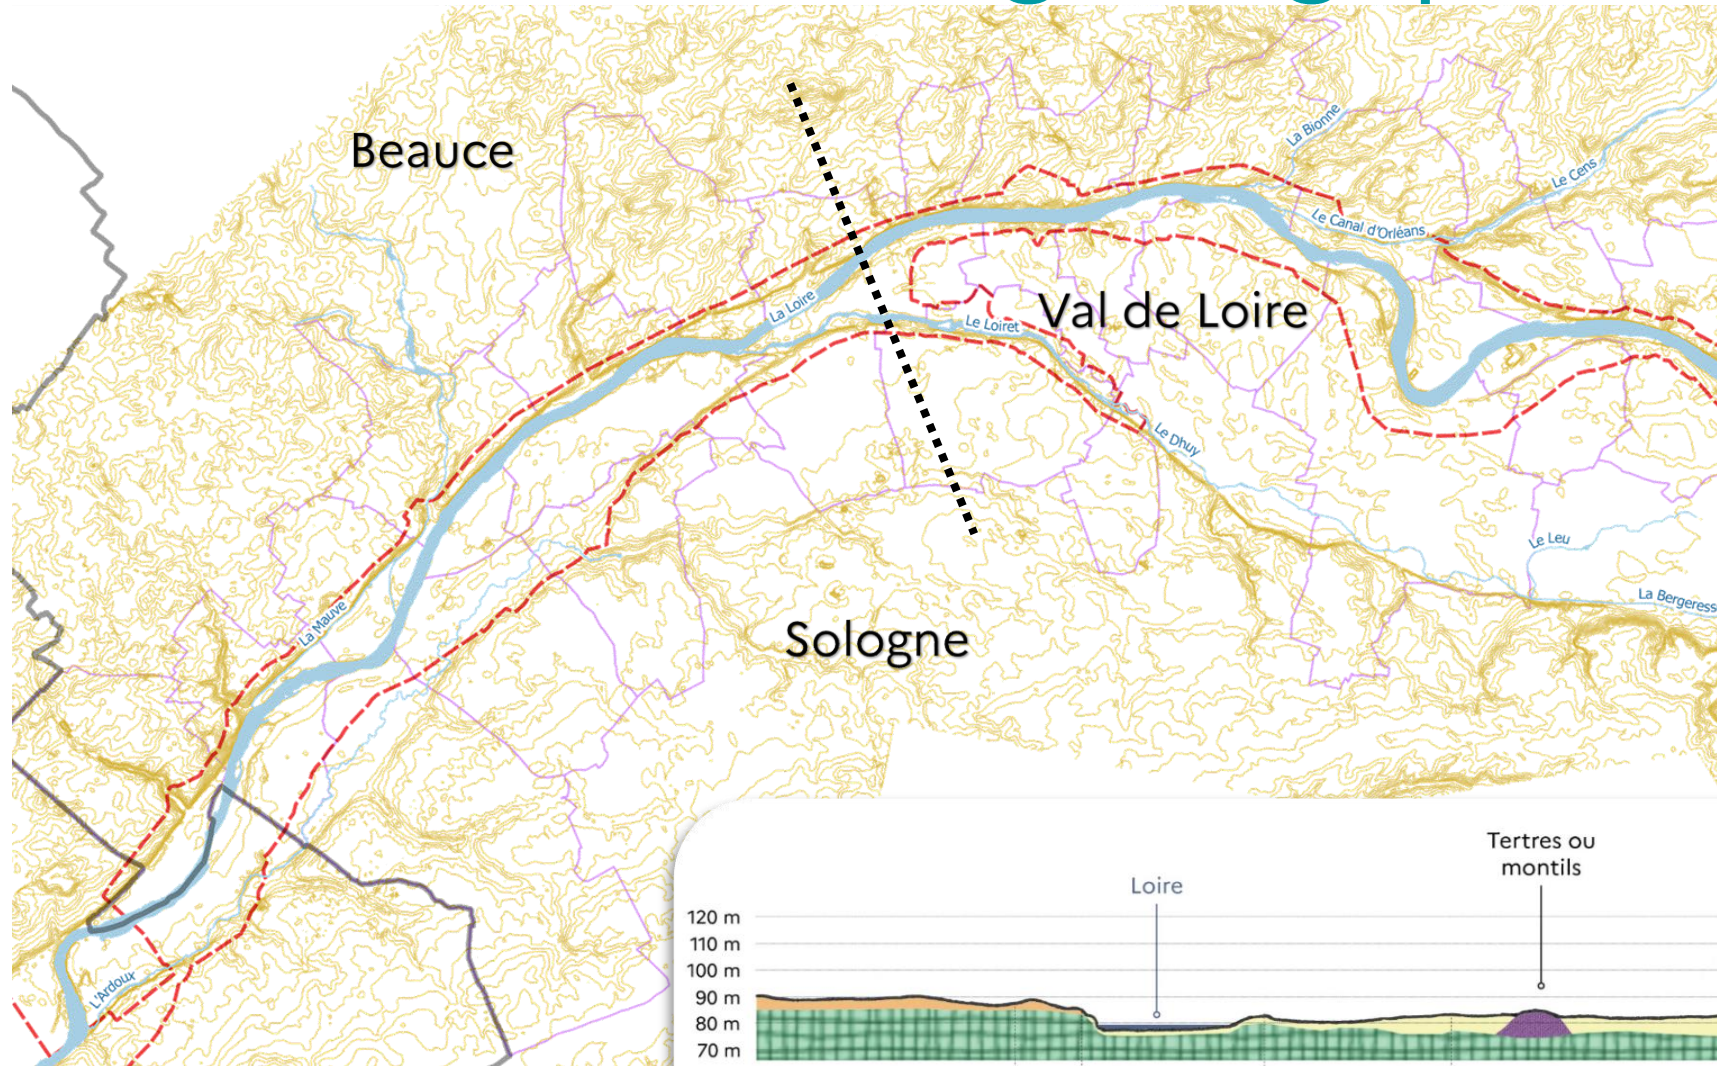 Beauce
La Bionne
Le Cens
Le Canal d'Orléans
La Loire
Le Loiret
Val de Loire
Le Dhuy
Le Leu
La Bergeress
La Mauve
Sologne
L'Ardoux
Tertres ou
montils
Loire
120 m
110 m
100 m
90 m
80 m
70 m